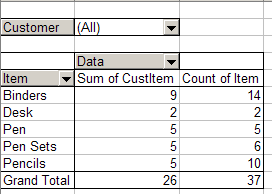 Customer (All)
Data
Item Sum of CustItem Count of Item
Binders 9 14
Desk 2 2
Pen 5 5
Pen Sets 5 6
Pencils 5 10
Grand Total 26 37